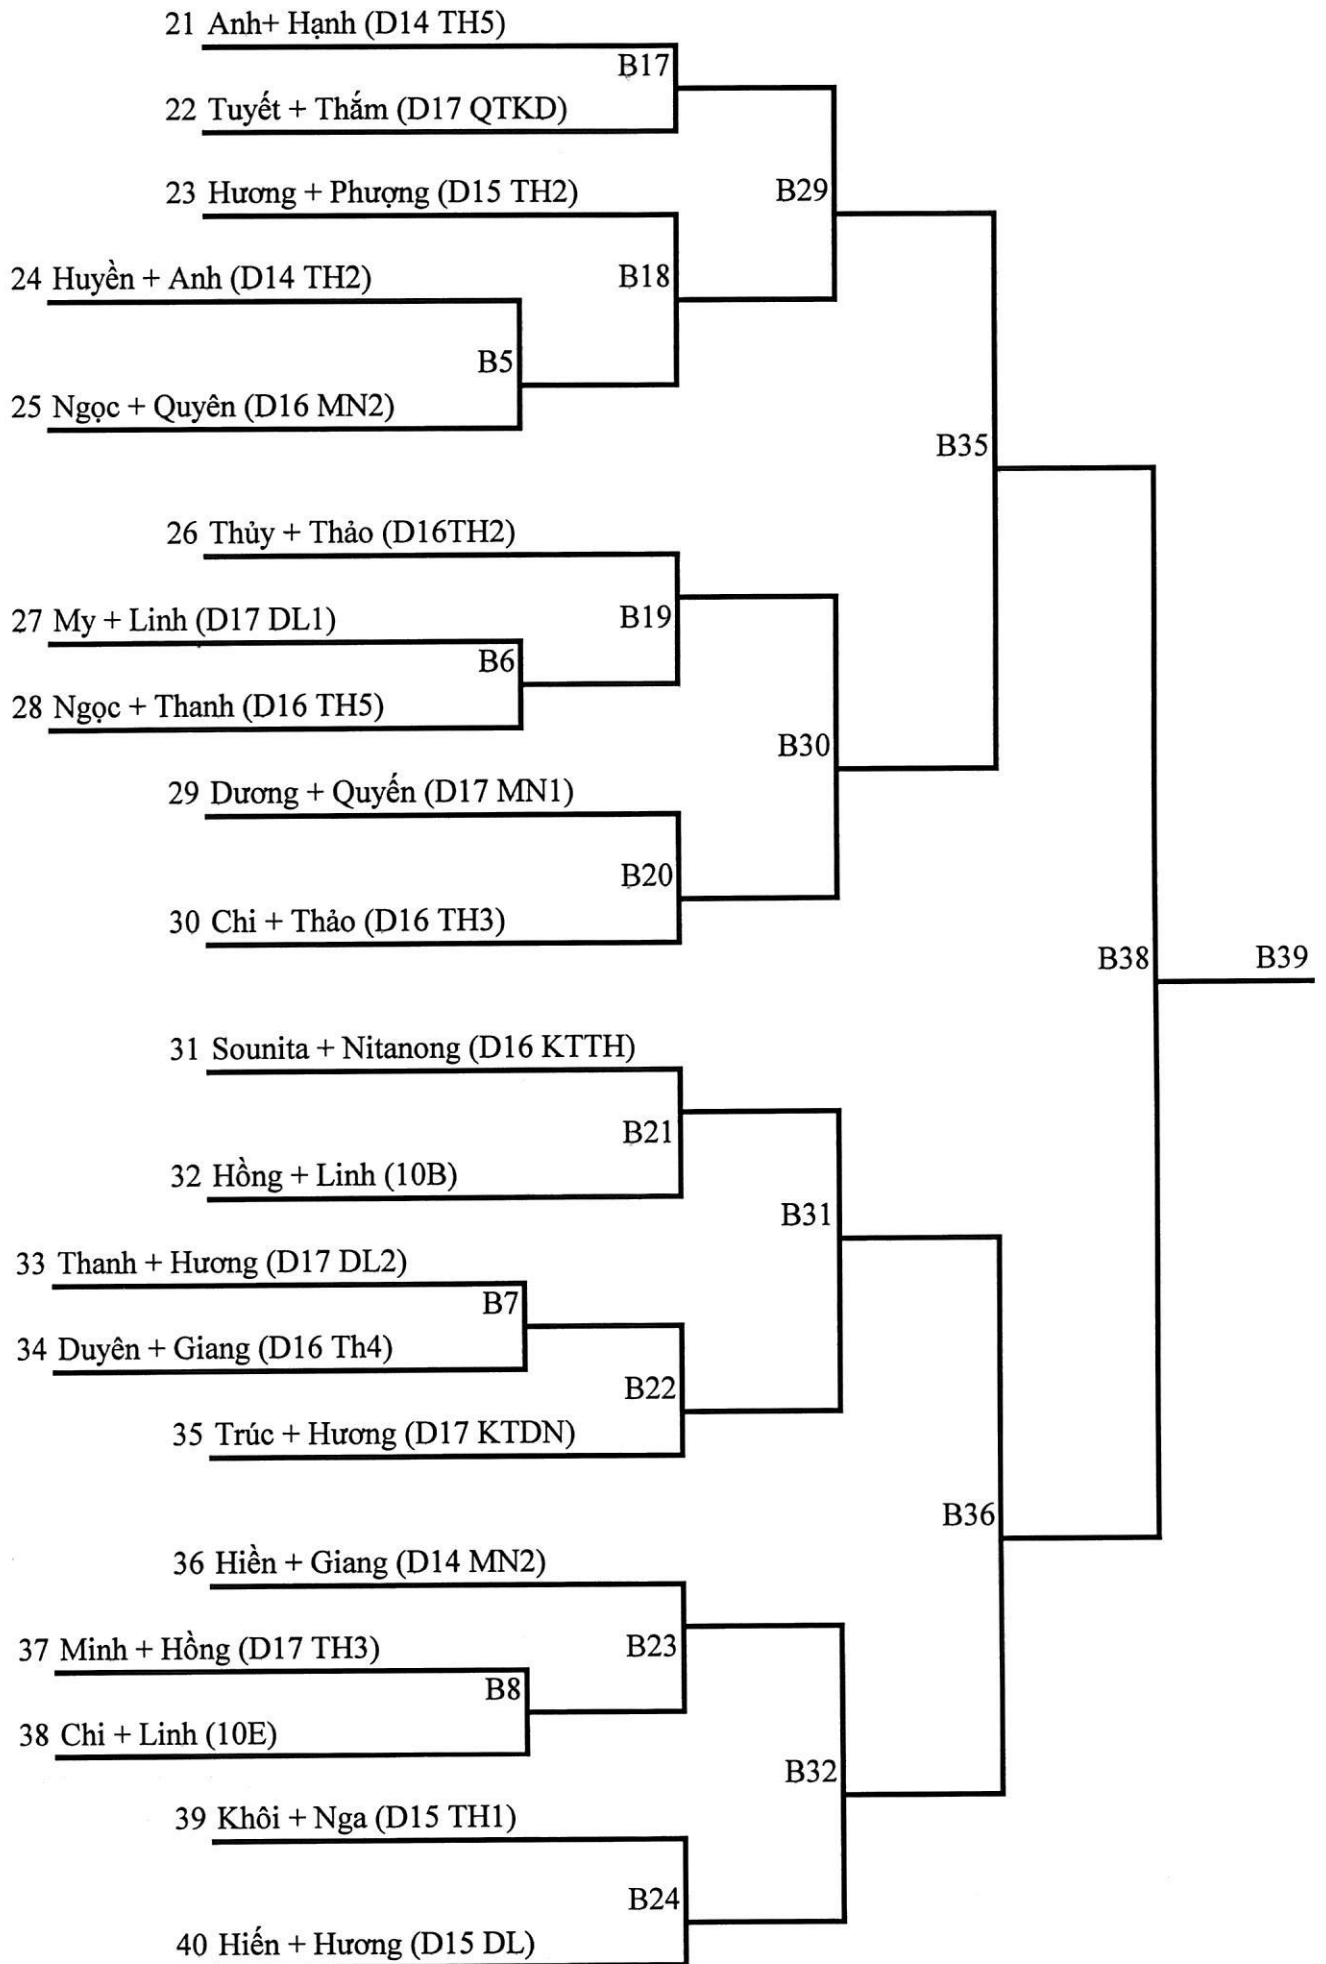 21 Anh+ Hạnh (D14 TH5)
B17
22 Tuyết + Thắm (D17 QTKD)
23 Hương + Phượng (D15 TH2)
B29
24 Huyền + Anh (D14 TH2)
B18
B5
25 Ngọc + Quyên (D16 MN2)
B35
26 Thủy + Thảo (D16TH2)
27 My + Linh (D17 DL1)
B19
B6
28 Ngọc + Thanh (D16 TH5)
B30
29 Dương + Quyến (D17 MN1)
B20
30 Chi + Thảo (D16 TH3)
B38
B39
31 Sounita + Nitanong (D16 KTTH)
B21
32 Hồng + Linh (10B)
B31
33 Thanh + Hương (D17 DL2)
B7
34 Duyên + Giang (D16 Th4)
B22
35 Trúc + Hương (D17 KTDN)
B36
36 Hiền + Giang (D14 MN2)
37 Minh + Hồng (D17 TH3)
B23
B8
38 Chi + Linh (10E)
B32
39 Khôi + Nga (D15 TH1)
B24
40 Hiến + Hương (D15 DL)